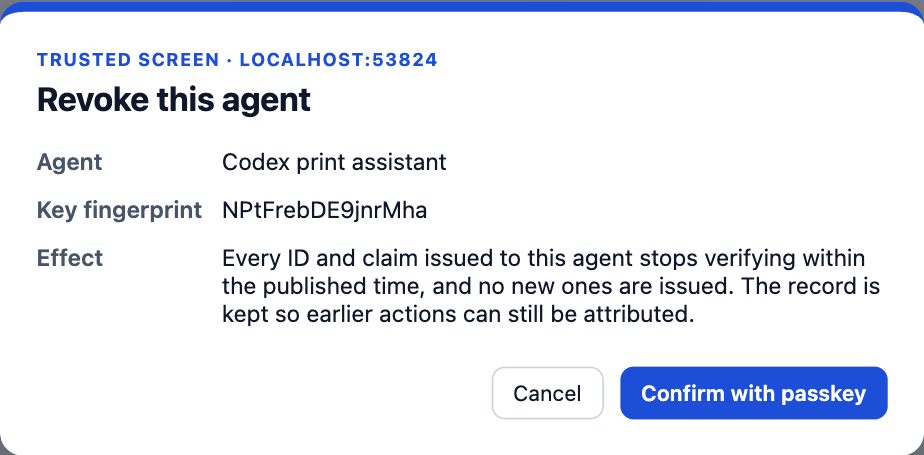 TRUSTED SCREEN · LOCALHOST:53824
Revoke this agent
Agent Codex print assistant
Key fingerprint NPtFrebDE9jnrMha
Effect Every ID and claim issued to this agent stops verifying within
the published time, and no new ones are issued. The record is
kept so earlier actions can still be attributed.
Cancel Confirm with passkey